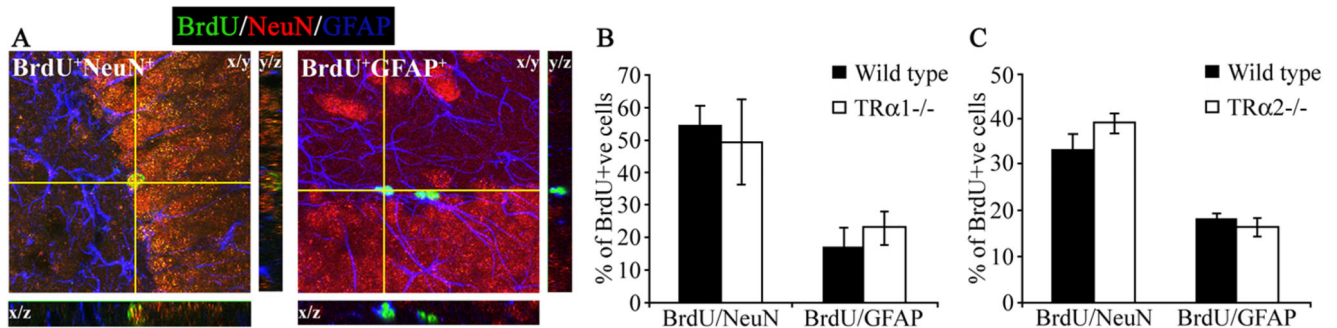 BrdU/NeuN/GFAP
A
BrdU⁺NeuN⁺
x/y
y/z
x/z
BrdU⁺GFAP⁺
x/y
y/z
x/z
B
% of BrdU+ve cells
70
60
50
40
30
20
10
0
Wild type
TRα1-/-
BrdU/NeuN BrdU/GFAP
C
% of BrdU+ve cells
50
40
30
20
10
0
Wild type
TRα2-/-
BrdU/NeuN BrdU/GFAP